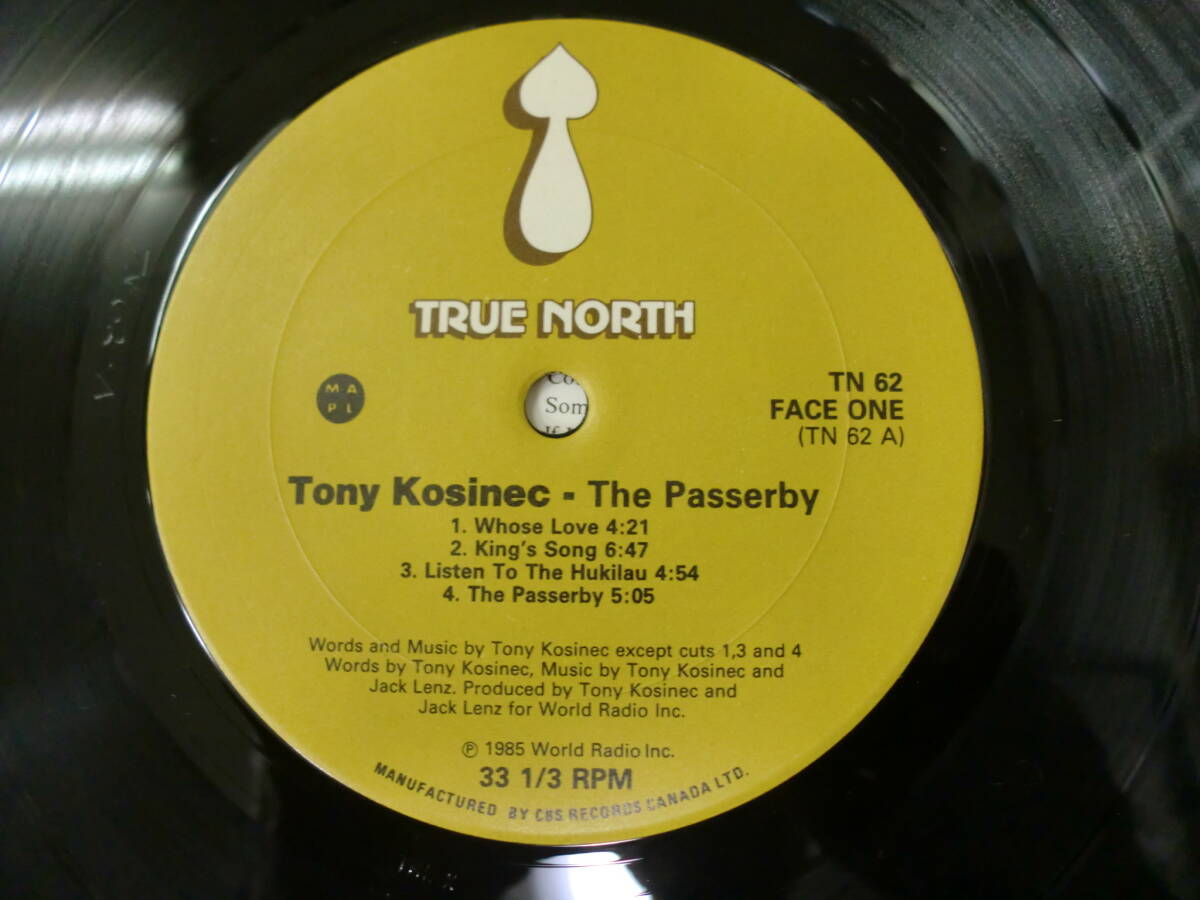 TRUE NORTH
M A
P L
Co
Som
TN 62
FACE ONE
(TN 62 A)
Tony Kosinec - The Passerby
1. Whose Love 4:21
2. King's Song 6:47
3. Listen To The Hukilau 4:54
4. The Passerby 5:05
Words and Music by Tony Kosinec except cuts 1,3 and 4
Words by Tony Kosinec, Music by Tony Kosinec and
Jack Lenz. Produced by Tony Kosinec and
Jack Lenz for World Radio Inc.
Ⓟ 1985 World Radio Inc.
33 1/3 RPM
MANUFACTURED BY CBS RECORDS CANADA LTD.